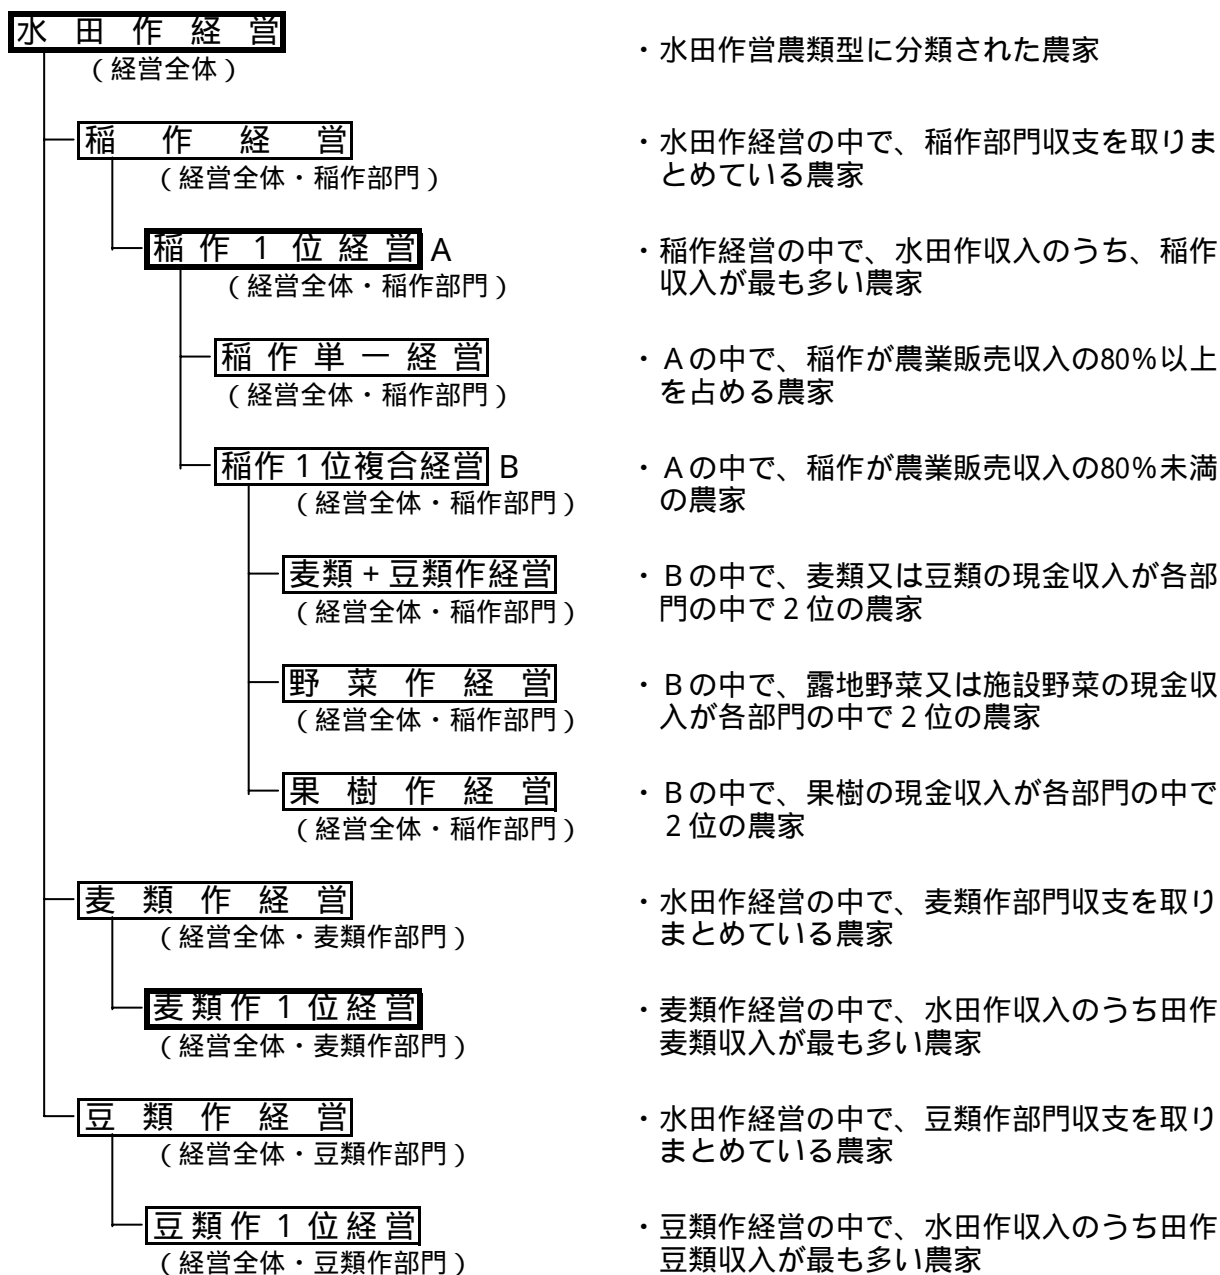 水田作経営
・水田作営農類型に分類された農家
（経営全体）
稲作経営
・水田作経営の中で、稲作部門収支を取りま
とめている農家
（経営全体・稲作部門）
稲作１位経営 A
・稲作経営の中で、水田作収入のうち、稲作
収入が最も多い農家
（経営全体・稲作部門）
稲作単一経営
・Ａの中で、稲作が農業販売収入の80％以上
を占める農家
（経営全体・稲作部門）
稲作１位複合経営 B
・Ａの中で、稲作が農業販売収入の80％未満
の農家
（経営全体・稲作部門）
麦類＋豆類作経営
・Ｂの中で、麦類又は豆類の現金収入が各部
門の中で２位の農家
（経営全体・稲作部門）
野菜作経営
・Ｂの中で、露地野菜又は施設野菜の現金収
入が各部門の中で２位の農家
（経営全体・稲作部門）
果樹作経営
・Ｂの中で、果樹の現金収入が各部門の中で
２位の農家
（経営全体・稲作部門）
麦類作経営
・水田作経営の中で、麦類作部門収支を取り
まとめている農家
（経営全体・麦類作部門）
麦類作１位経営
・麦類作経営の中で、水田作収入のうち田作
麦類収入が最も多い農家
（経営全体・麦類作部門）
豆類作経営
・水田作経営の中で、豆類作部門収支を取り
まとめている農家
（経営全体・豆類作部門）
豆類作１位経営
・豆類作経営の中で、水田作収入のうち田作
豆類収入が最も多い農家
（経営全体・豆類作部門）